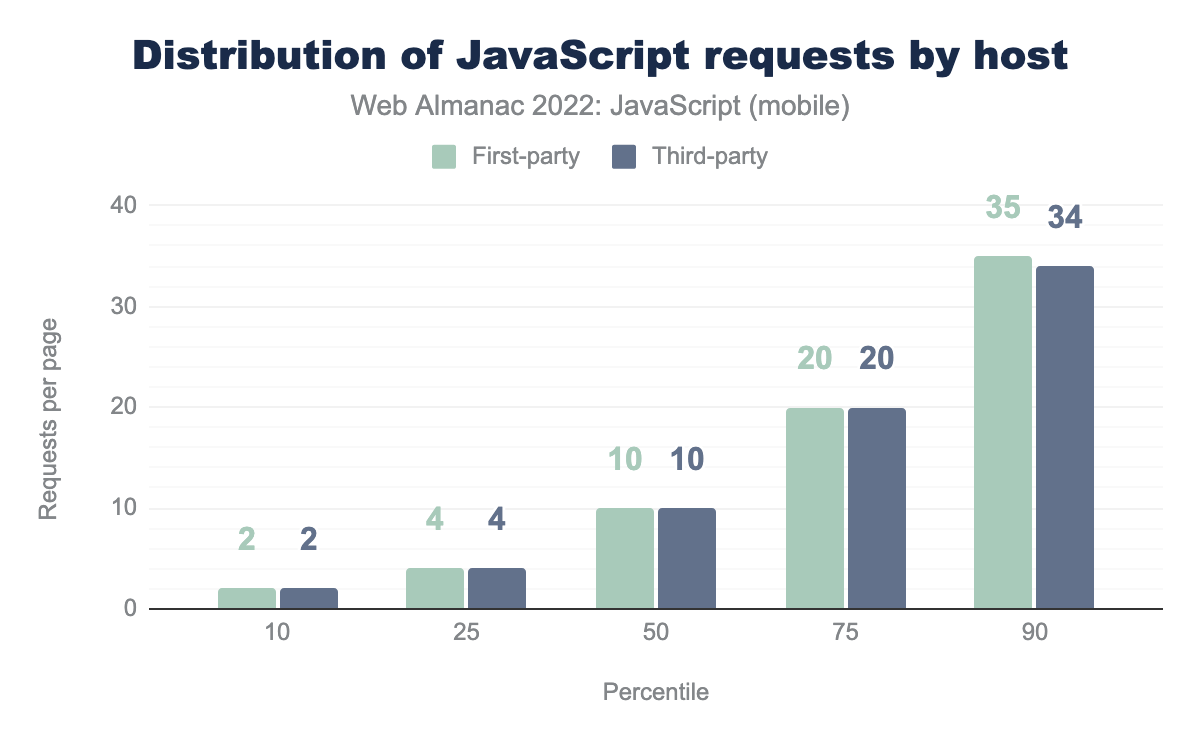 Distribution of JavaScript requests by host
Web Almanac 2022: JavaScript (mobile)
First-party Third-party
Requests per page
40
30
20
10
0
2 2
4 4
10 10
20 20
35 34
10 25 50 75 90
Percentile